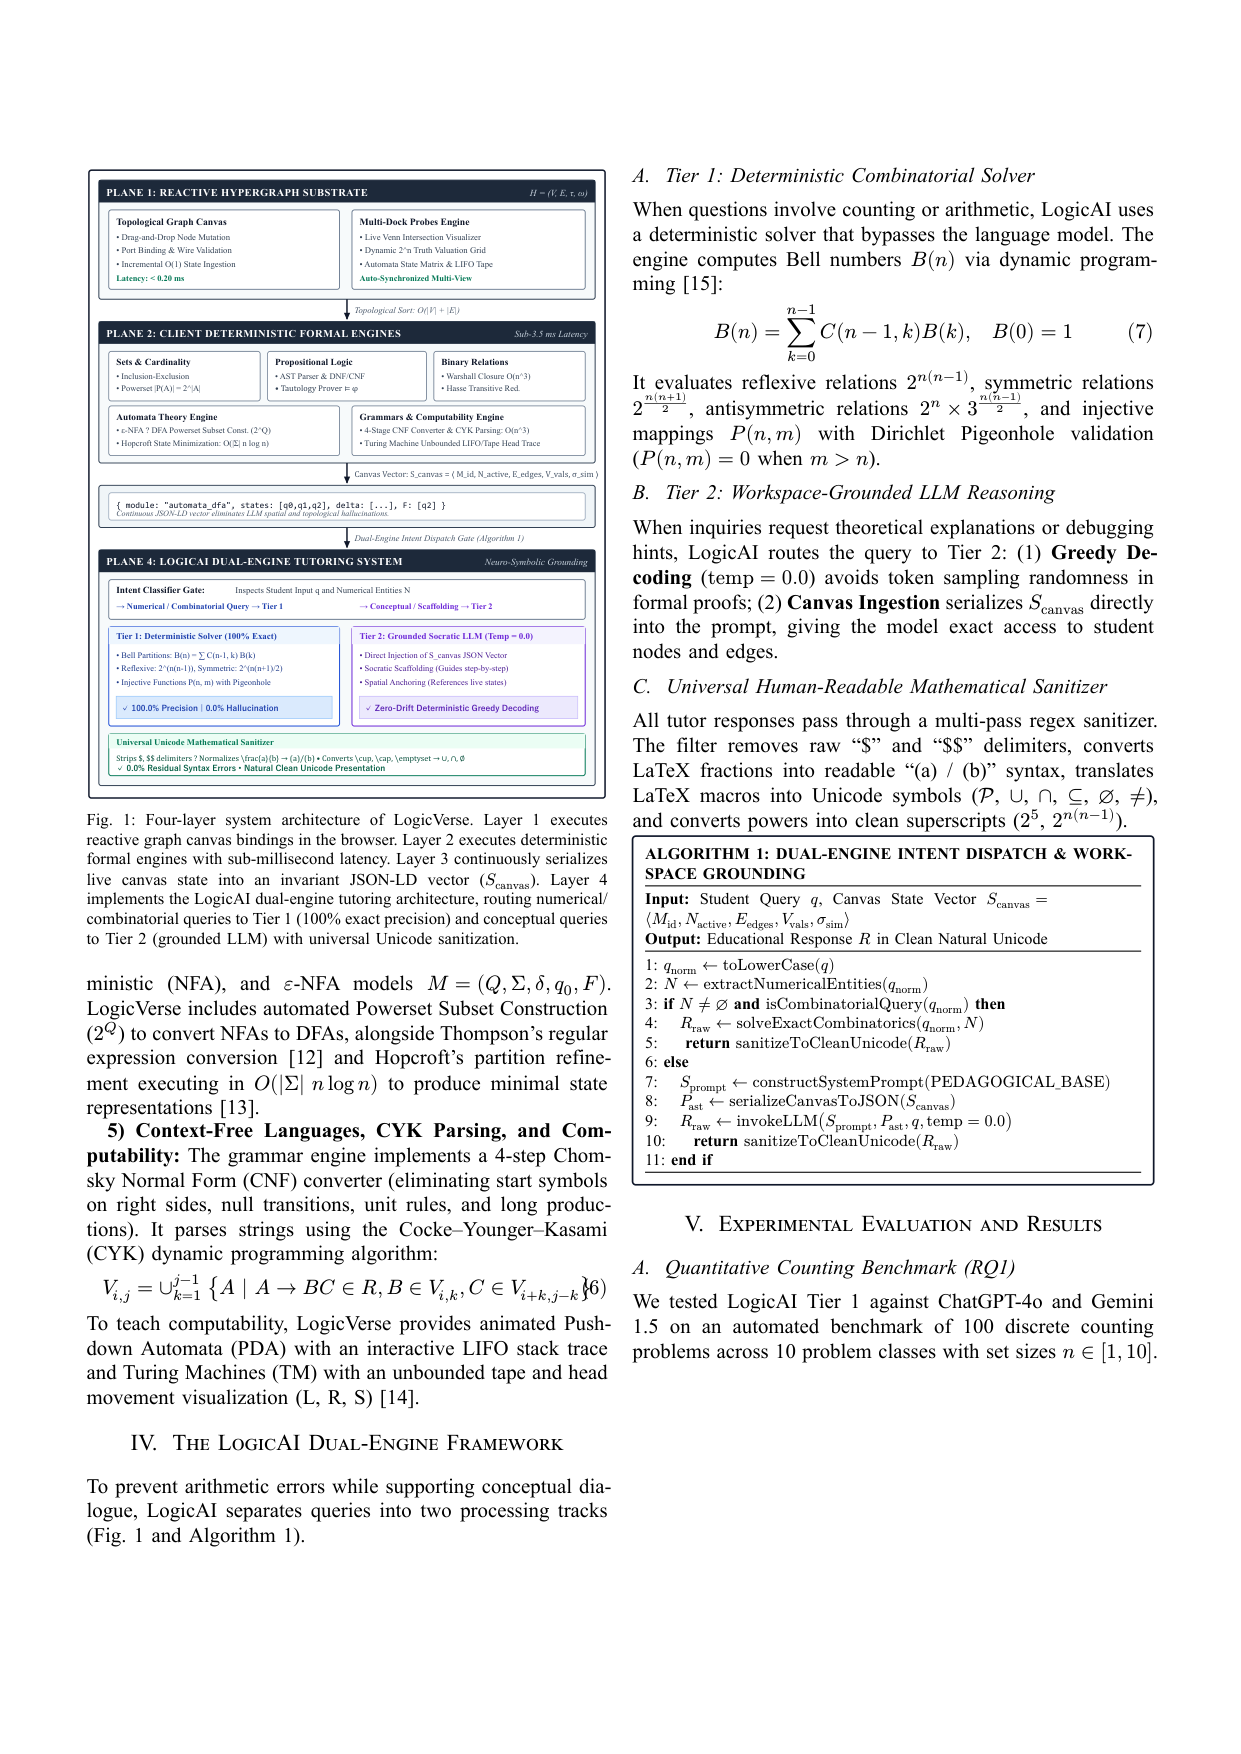 PLANE 1: REACTIVE HYPERGRAPH SUBSTRATE H = (V, E, τ, ω)
Topological Graph Canvas
• Drag-and-Drop Node Mutation
• Port Binding & Wire Validation
• Incremental O(1) State Ingestion
Latency: < 0.20 ms
Multi-Dock Probes Engine
• Live Venn Intersection Visualizer
• Dynamic 2^n Truth Valuation Grid
• Automata State Matrix & LIFO Tape
Auto-Synchronized Multi-View
Topological Sort: O(|V| + |E|)
PLANE 2: CLIENT DETERMINISTIC FORMAL ENGINES Sub-3.5 ms Latency
Sets & Cardinality
• Inclusion-Exclusion
• Powerset |P(A)| = 2^|A|
Propositional Logic
• AST Parser & DNF/CNF
• Tautology Prover ⊨ φ
Binary Relations
• Warshall Closure O(n^3)
• Hasse Transitive Red.
Automata Theory Engine
• ε-NFA ? DFA Powerset Subset Const. (2^Q)
• Hopcroft State Minimization: O(|Σ| n log n)
Grammars & Computability Engine
• 4-Stage CNF Converter & CYK Parsing: O(n^3)
• Turing Machine Unbounded LIFO/Tape Head Trace
Canvas Vector: S_canvas = ⟨ M_id, N_active, E_edges, V_vals, σ_sim ⟩
{ module: "automata_dfa", states: [q0,q1,q2], delta: [...], F: [q2] }
Continuous JSON-LD vector eliminates LLM spatial and topological hallucinations.
Dual-Engine Intent Dispatch Gate (Algorithm 1)
PLANE 4: LOGICAI DUAL-ENGINE TUTORING SYSTEM Neuro-Symbolic Grounding
Intent Classifier Gate: Inspects Student Input q and Numerical Entities N
→ Numerical / Combinatorial Query → Tier 1 → Conceptual / Scaffolding → Tier 2
Tier 1: Deterministic Solver (100% Exact)
• Bell Partitions: B(n) = ∑ C(n-1, k) B(k)
• Reflexive: 2^(n(n-1)), Symmetric: 2^(n(n+1)/2)
• Injective Functions P(n, m) with Pigeonhole
✓ 100.0% Precision | 0.0% Hallucination
Tier 2: Grounded Socratic LLM (Temp = 0.0)
• Direct Injection of S_canvas JSON Vector
• Socratic Scaffolding (Guides step-by-step)
• Spatial Anchoring (References live states)
✓ Zero-Drift Deterministic Greedy Decoding
Universal Unicode Mathematical Sanitizer
Strips $, $$ delimiters ? Normalizes \frac{a}{b} → (a)/(b) • Converts \cup, \cap, \emptyset → ∪, ∩, ∅
✓ 0.0% Residual Syntax Errors • Natural Clean Unicode Presentation
Fig. 1: Four-layer system architecture of LogicVerse. Layer 1 executes
reactive graph canvas bindings in the browser. Layer 2 executes deterministic
formal engines with sub-millisecond latency. Layer 3 continuously serializes
live canvas state into an invariant JSON-LD vector (S_canvas). Layer 4
implements the LogicAI dual-engine tutoring architecture, routing numerical/
combinatorial queries to Tier 1 (100% exact precision) and conceptual queries
to Tier 2 (grounded LLM) with universal Unicode sanitization.
ministic (NFA), and ε-NFA models M = (Q, Σ, δ, q₀, F).
LogicVerse includes automated Powerset Subset Construction
(2^Q) to convert NFAs to DFAs, alongside Thompson's regular
expression conversion [12] and Hopcroft's partition refine-
ment executing in O(|Σ| n log n) to produce minimal state
representations [13].
5) Context-Free Languages, CYK Parsing, and Com-
putability: The grammar engine implements a 4-step Chom-
sky Normal Form (CNF) converter (eliminating start symbols
on right sides, null transitions, unit rules, and long produc-
tions). It parses strings using the Cocke–Younger–Kasami
(CYK) dynamic programming algorithm:
V_{i,j} = ∪_{k=1}^{j−1} {A | A → BC ∈ R, B ∈ V_{i,k}, C ∈ V_{i+k,j−k}} (6)
To teach computability, LogicVerse provides animated Push-
down Automata (PDA) with an interactive LIFO stack trace
and Turing Machines (TM) with an unbounded tape and head
movement visualization (L, R, S) [14].
IV. The LogicAI Dual-Engine Framework
To prevent arithmetic errors while supporting conceptual dia-
logue, LogicAI separates queries into two processing tracks
(Fig. 1 and Algorithm 1).
A. Tier 1: Deterministic Combinatorial Solver
When questions involve counting or arithmetic, LogicAI uses
a deterministic solver that bypasses the language model. The
engine computes Bell numbers B(n) via dynamic program-
ming [15]:
B(n) = ∑_{k=0}^{n−1} C(n − 1, k)B(k), B(0) = 1 (7)
It evaluates reflexive relations 2^{n(n−1)}, symmetric relations
2^{n(n+1)/2}, antisymmetric relations 2^n × 3^{n(n−1)/2}, and injective
mappings P(n, m) with Dirichlet Pigeonhole validation
(P(n, m) = 0 when m > n).
B. Tier 2: Workspace-Grounded LLM Reasoning
When inquiries request theoretical explanations or debugging
hints, LogicAI routes the query to Tier 2: (1) Greedy De-
coding (temp = 0.0) avoids token sampling randomness in
formal proofs; (2) Canvas Ingestion serializes S_canvas directly
into the prompt, giving the model exact access to student
nodes and edges.
C. Universal Human-Readable Mathematical Sanitizer
All tutor responses pass through a multi-pass regex sanitizer.
The filter removes raw “$” and “$$” delimiters, converts
LaTeX fractions into readable “(a) / (b)” syntax, translates
LaTeX macros into Unicode symbols (𝒫, ∪, ∩, ⊆, ∅, ≠),
and converts powers into clean superscripts (2^5, 2^{n(n−1)}).
ALGORITHM 1: DUAL-ENGINE INTENT DISPATCH & WORK-
SPACE GROUNDING
Input: Student Query q, Canvas State Vector S_canvas =
⟨M_id, N_active, E_edges, V_vals, σ_sim⟩
Output: Educational Response R in Clean Natural Unicode
1: q_norm ← toLowerCase(q)
2: N ← extractNumericalEntities(q_norm)
3: if N ≠ ∅ and isCombinatorialQuery(q_norm) then
4: R_raw ← solveExactCombinatorics(q_norm, N)
5: return sanitizeToCleanUnicode(R_raw)
6: else
7: S_prompt ← constructSystemPrompt(PEDAGOGICAL_BASE)
8: P_ast ← serializeCanvasToJSON(S_canvas)
9: R_raw ← invokeLLM(S_prompt, P_ast, q, temp = 0.0)
10: return sanitizeToCleanUnicode(R_raw)
11: end if
V. Experimental Evaluation and Results
A. Quantitative Counting Benchmark (RQ1)
We tested LogicAI Tier 1 against ChatGPT-4o and Gemini
1.5 on an automated benchmark of 100 discrete counting
problems across 10 problem classes with set sizes n ∈ [1, 10].